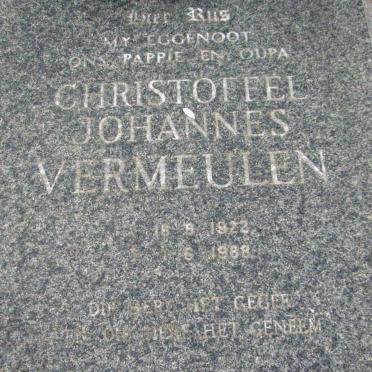 Hier Rus
MY EGGENOOT
ONS PAPPIE EN OUPA
CHRISTOFFEL
JOHANNES
VERMEULEN
9 1922
6 1988
DIE HERE HET GEGEE
HET GENEEM